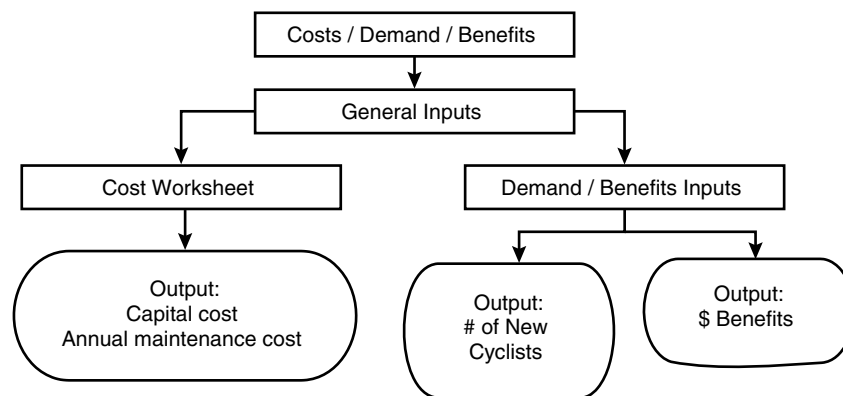 Costs / Demand / Benefits
General Inputs
Cost Worksheet
Demand / Benefits Inputs
Output:
Capital cost
Annual maintenance cost
Output:
# of New
Cyclists
Output:
$ Benefits